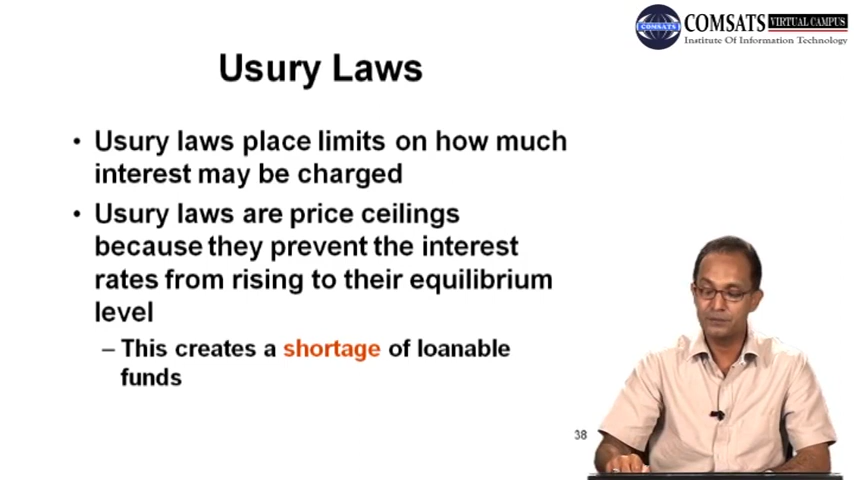 COMSATS VIRTUAL CAMPUS
Institute Of Information Technology
COMSATS
Usury Laws
• Usury laws place limits on how much
interest may be charged
• Usury laws are price ceilings
because they prevent the interest
rates from rising to their equilibrium
level
– This creates a shortage of loanable
funds
38